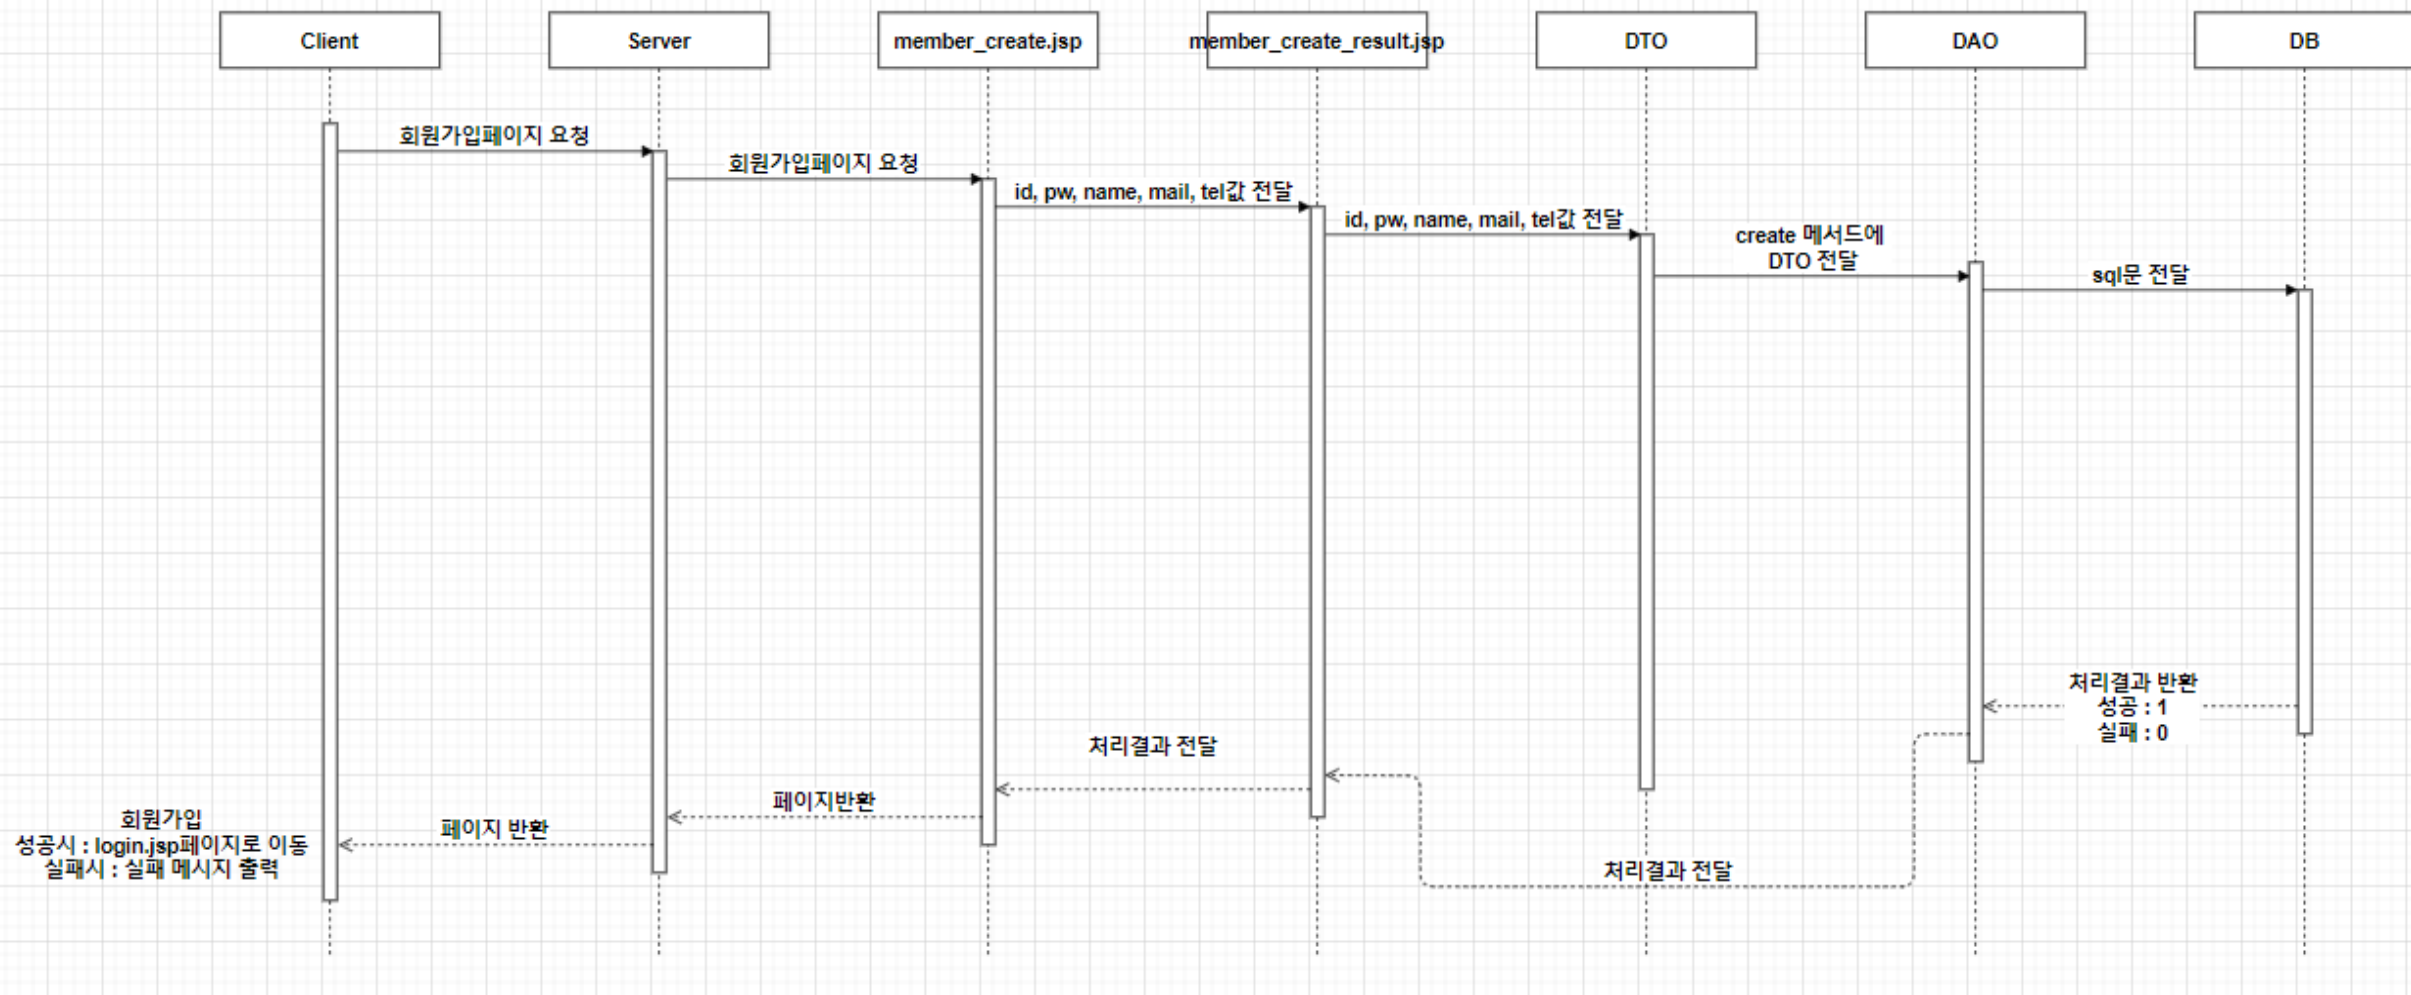 Client
Server
member_create.jsp
member_create_result.jsp
DTO
DAO
DB
회원가입페이지 요청
회원가입페이지 요청
id, pw, name, mail, tel값 전달
id, pw, name, mail, tel값 전달
create 메서드에
DTO 전달
sql문 전달
처리결과 반환
성공 : 1
실패 : 0
처리결과 전달
처리결과 전달
페이지반환
페이지 반환
회원가입
성공시 : login.jsp페이지로 이동
실패시 : 실패 메시지 출력